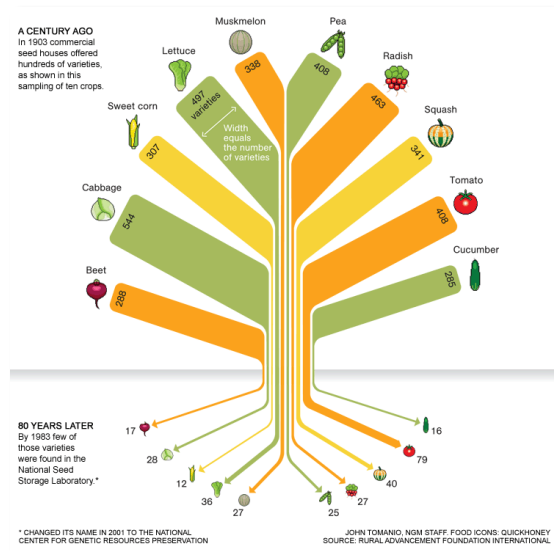 A CENTURY AGO
In 1903 commercial
seed houses offered
hundreds of varieties,
as shown in this
sampling of ten crops.
Muskmelon
338
Pea
408
Lettuce
497
varieties
Radish
463
Width
equals
the number
of varieties
Sweet corn
307
Squash
341
Cabbage
544
Tomato
408
Beet
288
Cucumber
285
80 YEARS LATER
By 1983 few of
those varieties
were found in the
National Seed
Storage Laboratory.*
17
28
12
36
27
25
27
40
79
16
* CHANGED ITS NAME IN 2001 TO THE NATIONAL
CENTER FOR GENETIC RESOURCES PRESERVATION
JOHN TOMANIO, NGM STAFF. FOOD ICONS: QUICKHONEY
SOURCE: RURAL ADVANCEMENT FOUNDATION INTERNATIONAL